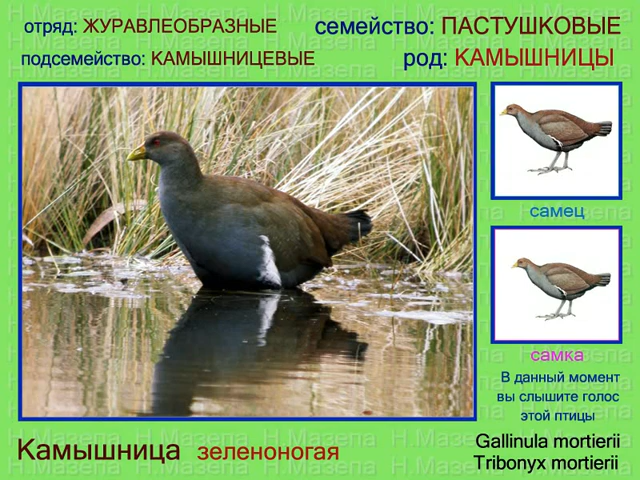 отряд: ЖУРАВЛЕОБРАЗНЫЕ
семейство: ПАСТУШКОВЫЕ
подсемейство: КАМЫШНИЦЕВЫЕ
род: КАМЫШНИЦЫ
самец
самка
В данный момент
вы слышите голос
этой птицы
Камышница зеленоногая
Gallinula mortierii
Tribonyx mortierii
Н.Мазепа